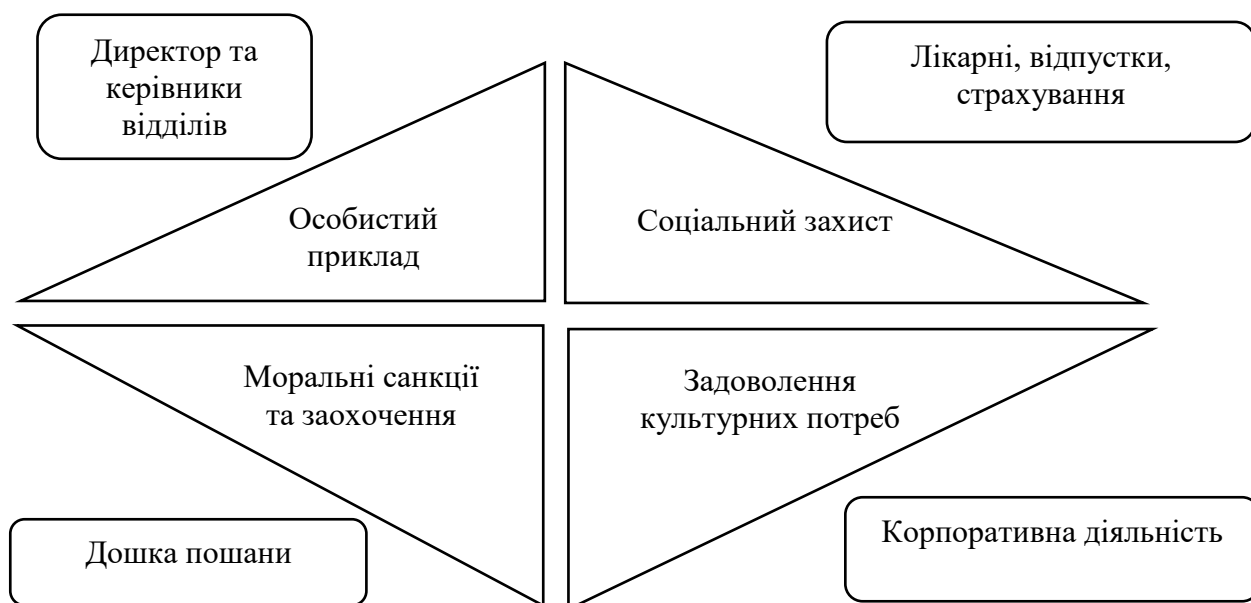 Директор та
керівники
відділів
Лікарні, відпустки,
страхування
Особистий
приклад
Соціальний захист
Моральні санкції
та заохочення
Задоволення
культурних потреб
Дошка пошани
Корпоративна діяльність